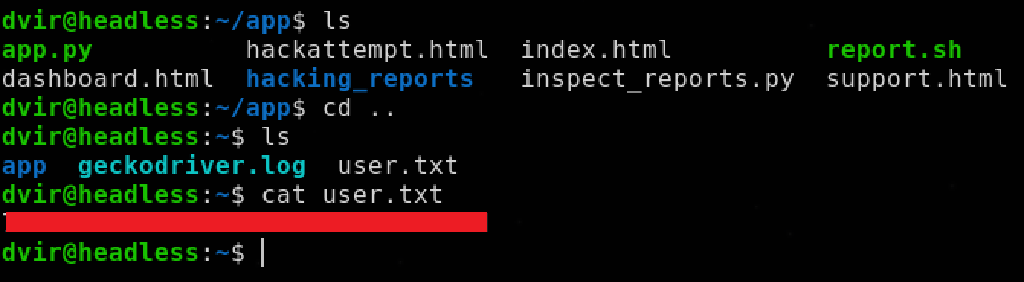 dvir@headless:~/app$ ls
app.py hackattempt.html index.html report.sh
dashboard.html hacking_reports inspect_reports.py support.html
dvir@headless:~/app$ cd ..
dvir@headless:~$ ls
app geckodriver.log user.txt
dvir@headless:~$ cat user.txt
dvir@headless:~$